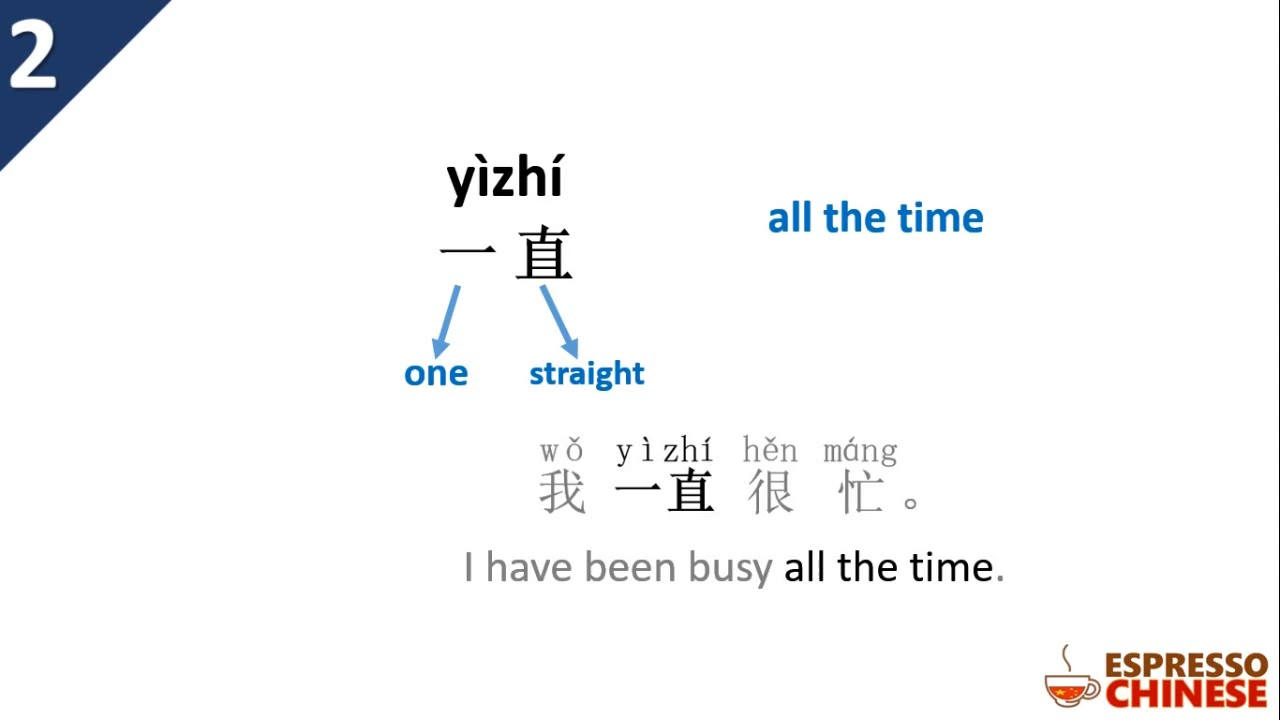 2
yìzhí
一直
all the time
one
straight
wǒ yìzhí hěn máng
我 一直 很 忙。
I have been busy all the time.
ESPRESSO
CHINESE